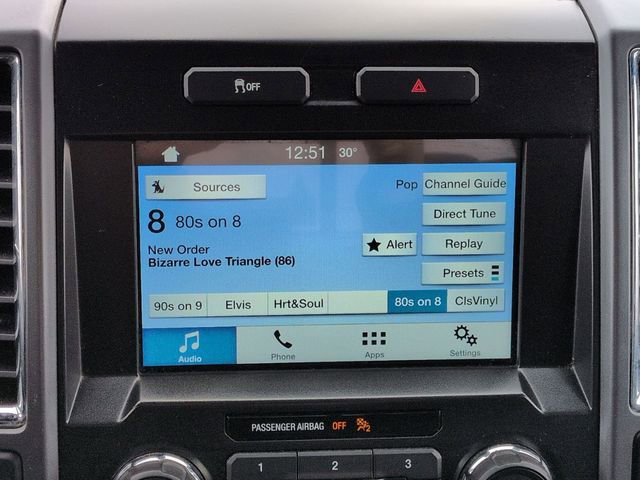 OFF
12:51 30°
Sources
Pop Channel Guide
8 80s on 8
Direct Tune
New Order
Alert Replay
Bizarre Love Triangle (86)
Presets
90s on 9 Elvis Hrt&Soul 80s on 8 ClsVinyl
Audio Phone Apps Settings
PASSENGER AIRBAG OFF 2
1 2 3